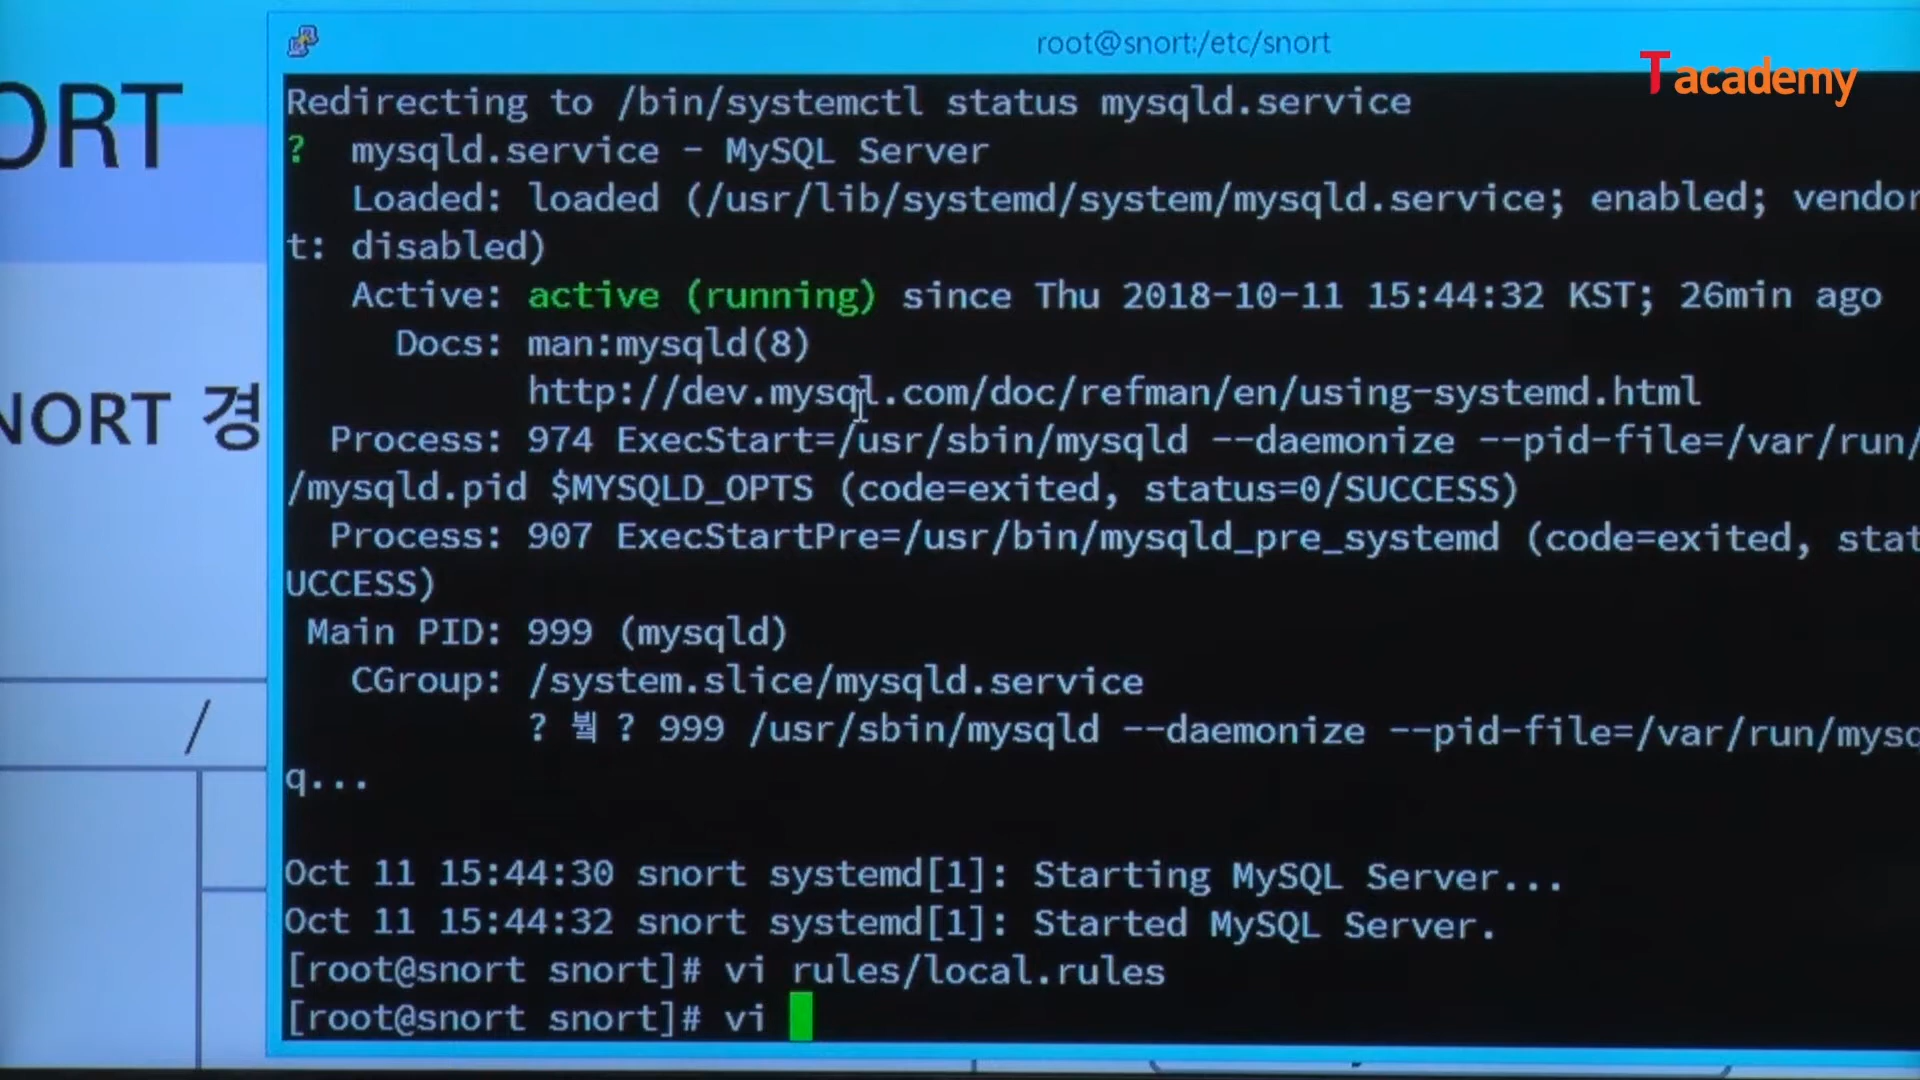 root@snort:/etc/snort
Tacademy
ORT
NORT 경
/
Redirecting to /bin/systemctl status mysqld.service
? mysqld.service - MySQL Server
Loaded: loaded (/usr/lib/systemd/system/mysqld.service; enabled; vendor
t: disabled)
Active: active (running) since Thu 2018-10-11 15:44:32 KST; 26min ago
Docs: man:mysqld(8)
http://dev.mysql.com/doc/refman/en/using-systemd.html
Process: 974 ExecStart=/usr/sbin/mysqld --daemonize --pid-file=/var/run/
/mysqld.pid $MYSQLD_OPTS (code=exited, status=0/SUCCESS)
Process: 907 ExecStartPre=/usr/bin/mysqld_pre_systemd (code=exited, stat
UCCESS)
Main PID: 999 (mysqld)
CGroup: /system.slice/mysqld.service
? ? 999 /usr/sbin/mysqld --daemonize --pid-file=/var/run/mysq
q...
Oct 11 15:44:30 snort systemd[1]: Starting MySQL Server...
Oct 11 15:44:32 snort systemd[1]: Started MySQL Server.
[root@snort snort]# vi rules/local.rules
[root@snort snort]# vi